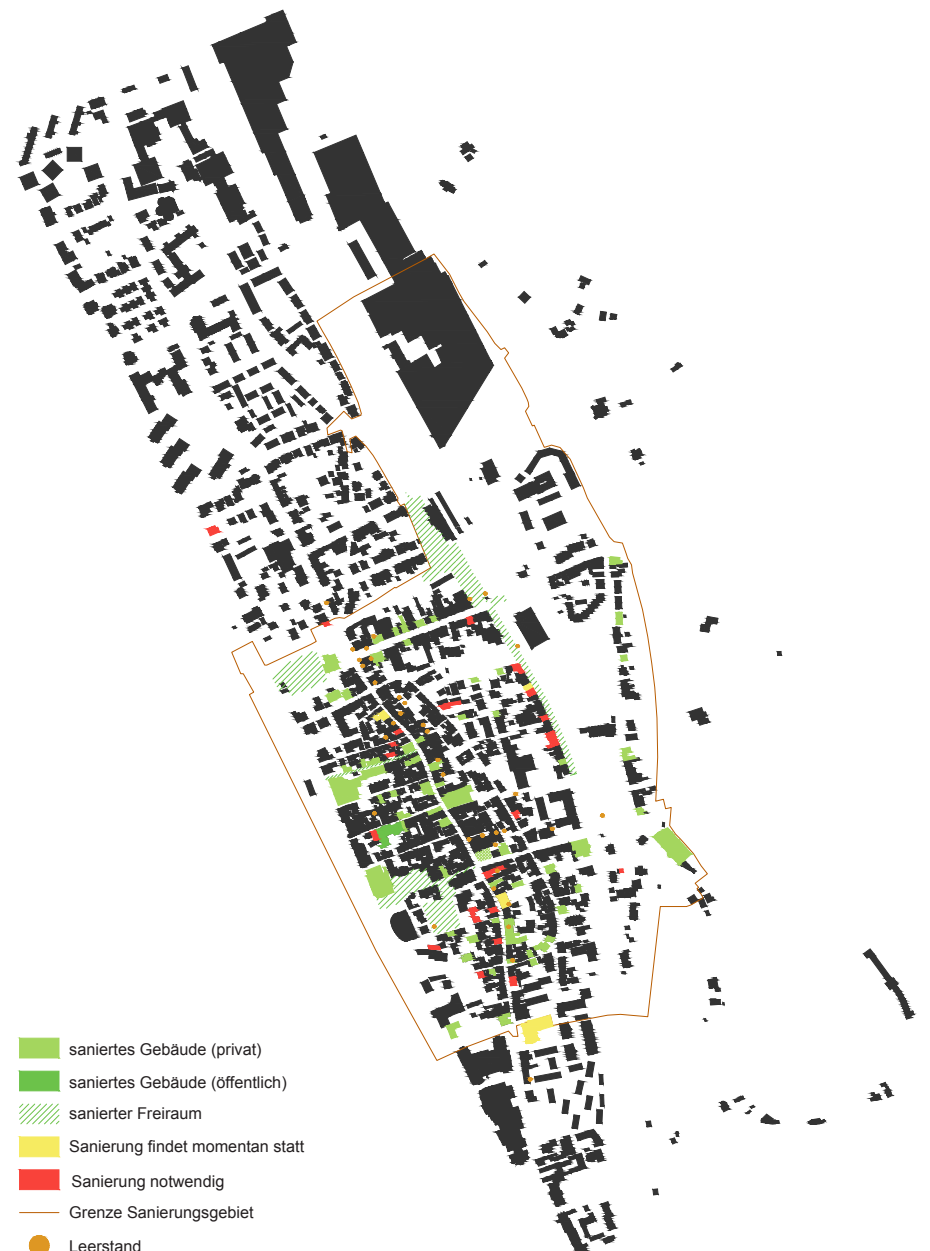 saniertes Gebäude (privat)
saniertes Gebäude (öffentlich)
sanierter Freiraum
Sanierung findet momentan statt
Sanierung notwendig
Grenze Sanierungsgebiet
Leerstand